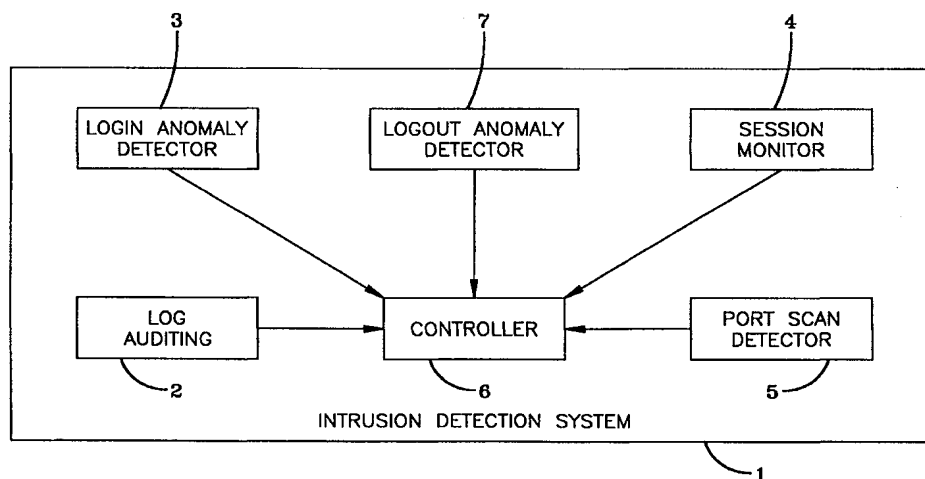 3
7
4
LOGIN ANOMALY
DETECTOR
LOGOUT ANOMALY
DETECTOR
SESSION
MONITOR
LOG
AUDITING
CONTROLLER
PORT SCAN
DETECTOR
2
6
5
INTRUSION DETECTION SYSTEM
1